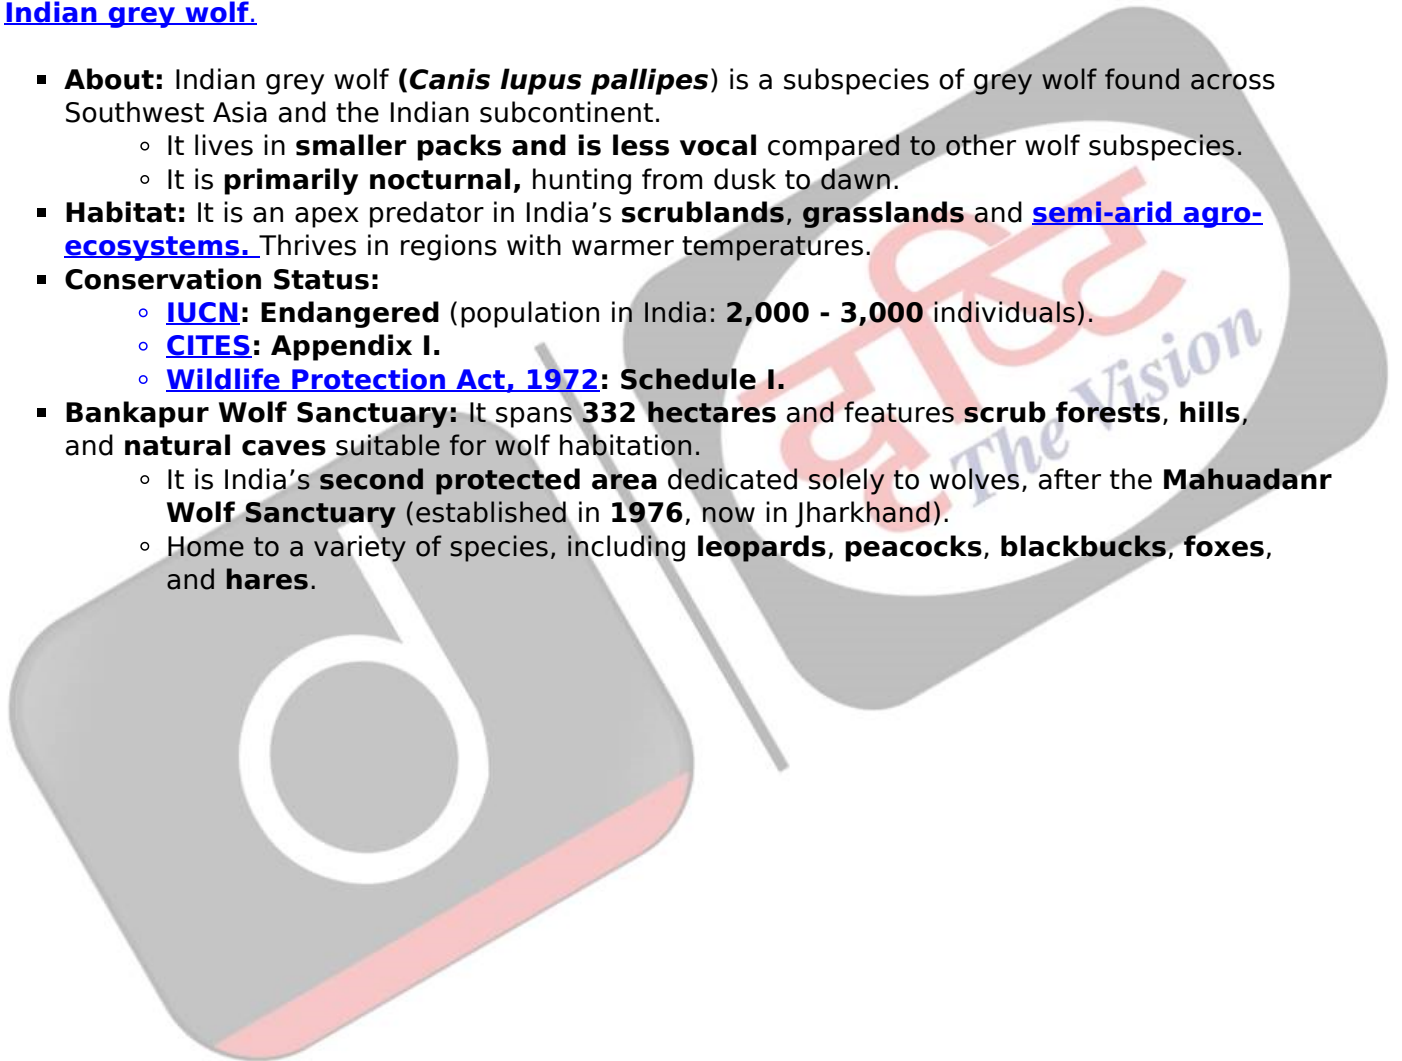 Indian grey wolf.
▪ About: Indian grey wolf (Canis lupus pallipes) is a subspecies of grey wolf found across
Southwest Asia and the Indian subcontinent.
◦ It lives in smaller packs and is less vocal compared to other wolf subspecies.
◦ It is primarily nocturnal, hunting from dusk to dawn.
▪ Habitat: It is an apex predator in India’s scrublands, grasslands and semi-arid agro-
ecosystems. Thrives in regions with warmer temperatures.
▪ Conservation Status:
◦ IUCN: Endangered (population in India: 2,000 - 3,000 individuals).
◦ CITES: Appendix I.
◦ Wildlife Protection Act, 1972: Schedule I.
▪ Bankapur Wolf Sanctuary: It spans 332 hectares and features scrub forests, hills,
and natural caves suitable for wolf habitation.
◦ It is India’s second protected area dedicated solely to wolves, after the Mahuadanr
Wolf Sanctuary (established in 1976, now in Jharkhand).
◦ Home to a variety of species, including leopards, peacocks, blackbucks, foxes,
and hares.
d
दृष्टि
The Vision